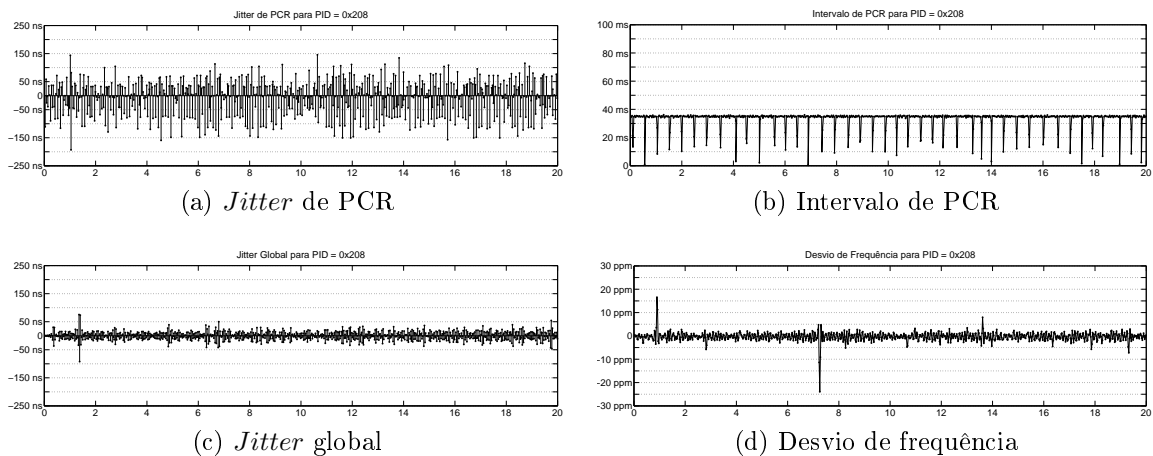 Jitter de PCR para PID = 0x208
250 ns
150 ns
50 ns
0
−50 ns
−150 ns
−250 ns
0 2 4 6 8 10 12 14 16 18 20
(a) Jitter de PCR
Intervalo de PCR para PID = 0x208
100 ms
80 ms
60 ms
40 ms
20 ms
0
0 2 4 6 8 10 12 14 16 18 20
(b) Intervalo de PCR
Jitter Global para PID = 0x208
250 ns
150 ns
50 ns
0
−50 ns
−150 ns
−250 ns
0 2 4 6 8 10 12 14 16 18 20
(c) Jitter global
Desvio de Frequência para PID = 0x208
30 ppm
20 ppm
10 ppm
0
−10 ppm
−20 ppm
−30 ppm
0 2 4 6 8 10 12 14 16 18 20
(d) Desvio de frequência